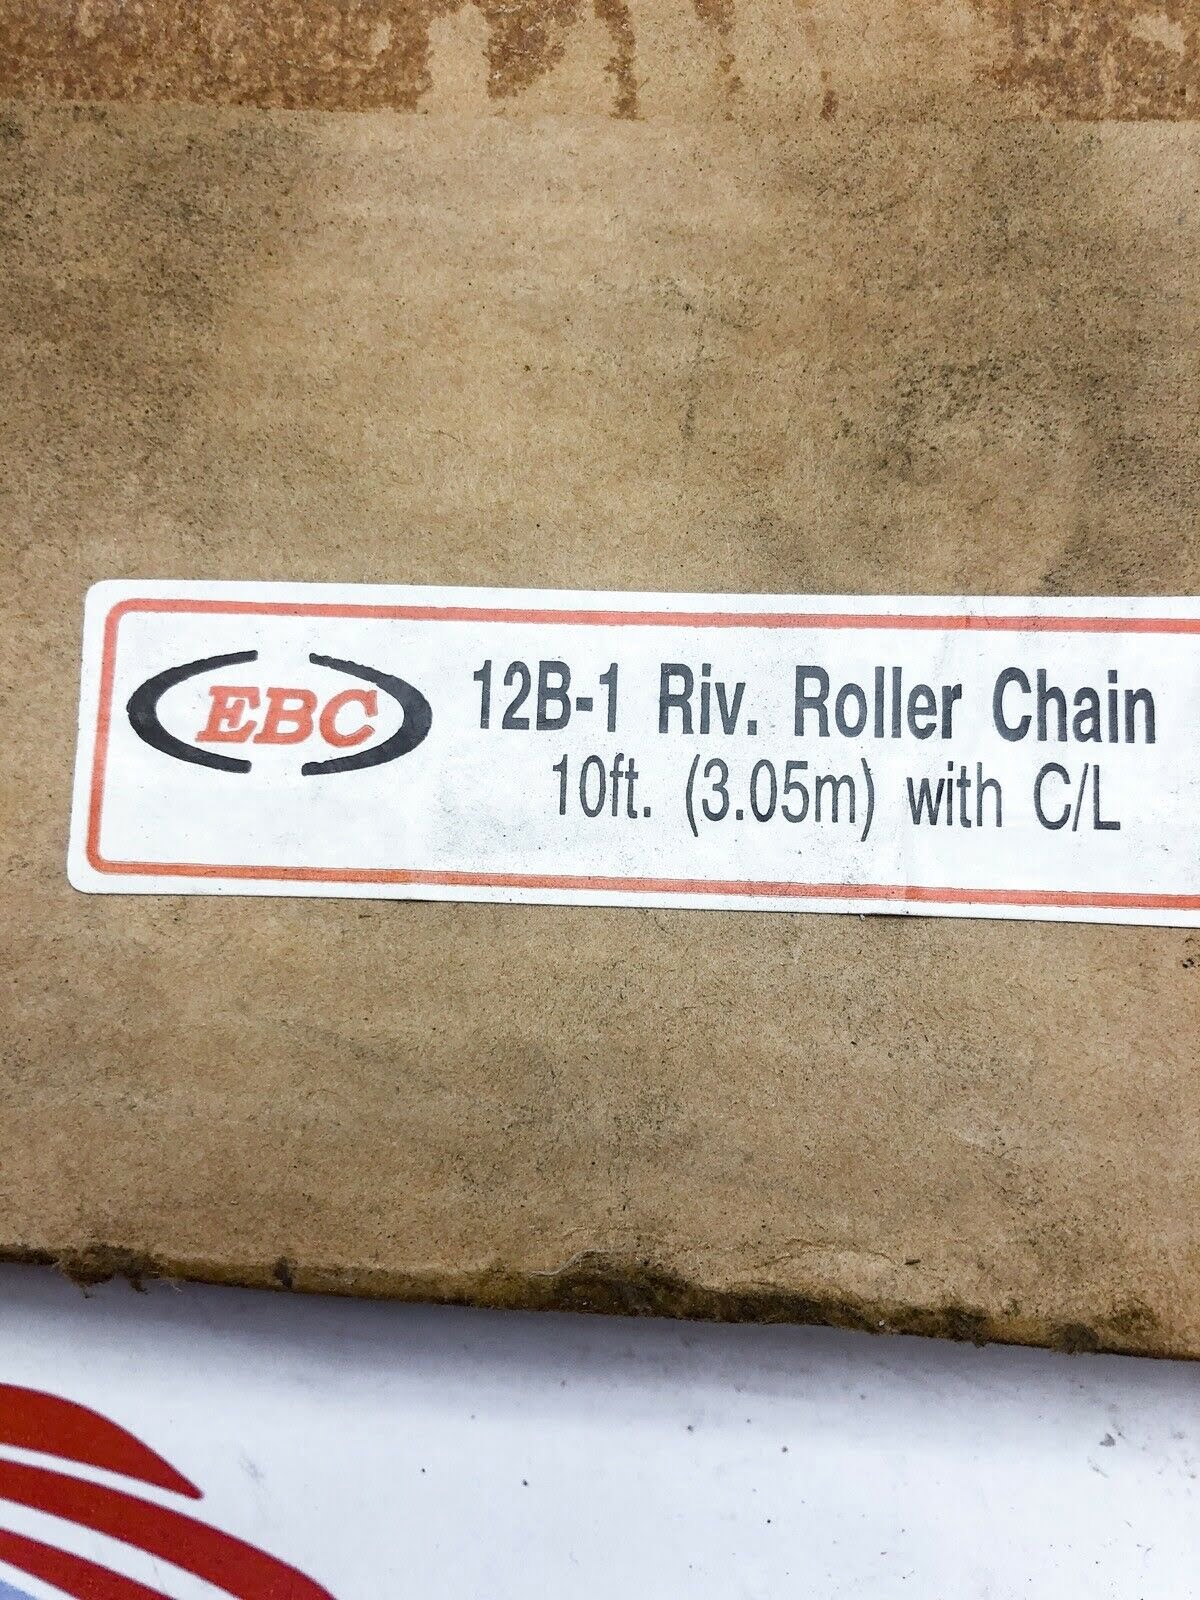 EBC
12B-1 Riv. Roller Chain
10ft. (3.05m) with C/L